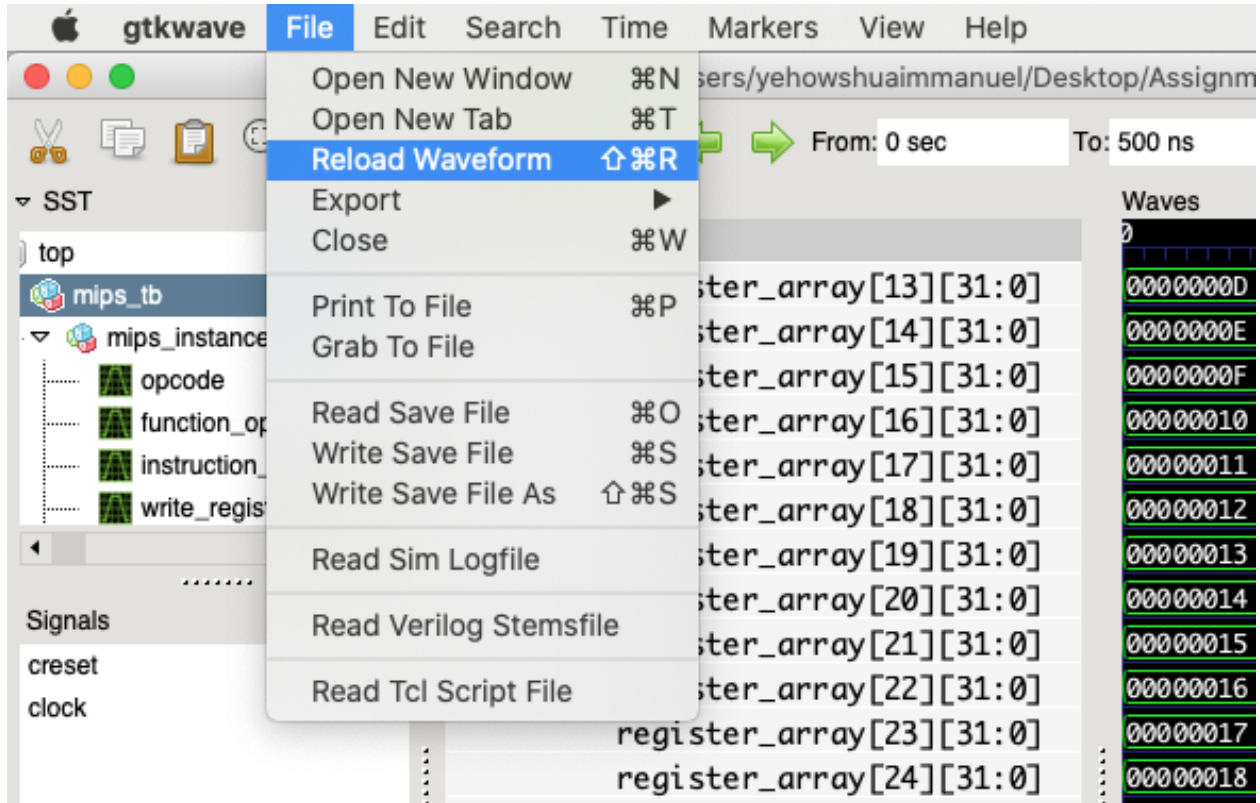 gtkwave File Edit Search Time Markers View Help
sers/yehowshuaimmanuel/Desktop/Assignm
Open New Window ⌘N
Open New Tab ⌘T
Reload Waveform ⇧⌘R
Export ▶
Close ⌘W
Print To File ⌘P
Grab To File
Read Save File ⌘O
Write Save File ⌘S
Write Save File As ⇧⌘S
Read Sim Logfile
Read Verilog Stemsfile
Read Tcl Script File
From: 0 sec To: 500 ns
SST
top
mips_tb
mips_instance
opcode
function_op
instruction_
write_regis
Signals
creset
clock
ster_array[13][31:0]
ster_array[14][31:0]
ster_array[15][31:0]
ster_array[16][31:0]
ster_array[17][31:0]
ster_array[18][31:0]
ster_array[19][31:0]
ster_array[20][31:0]
ster_array[21][31:0]
ster_array[22][31:0]
register_array[23][31:0]
register_array[24][31:0]
Waves
0
0000000D
0000000E
0000000F
00000010
00000011
00000012
00000013
00000014
00000015
00000016
00000017
00000018